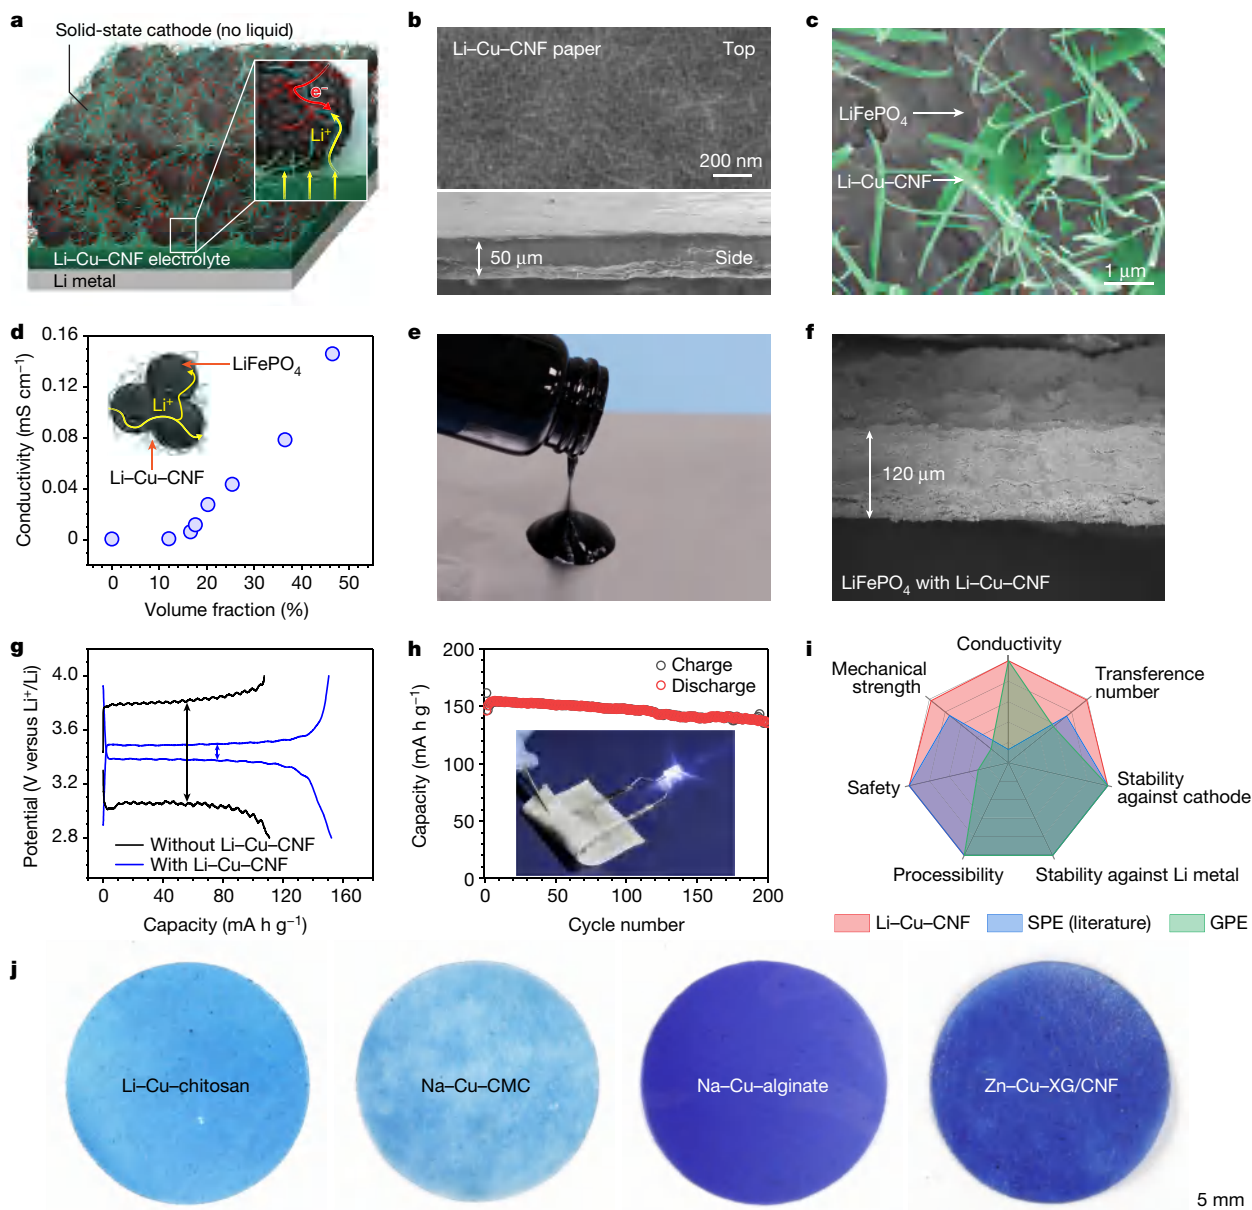 a
Solid-state cathode (no liquid)
e⁻
Li⁺
Li–Cu–CNF electrolyte
Li metal
b
Li–Cu–CNF paper
Top
200 nm
50 μm
Side
c
LiFePO₄
Li–Cu–CNF
1 μm
d
Conductivity (mS cm⁻¹)
0.16
0.12
0.08
0.04
0
LiFePO₄
Li⁺
Li–Cu–CNF
0 10 20 30 40 50
Volume fraction (%)
e
f
120 μm
LiFePO₄ with Li–Cu–CNF
g
Potential (V versus Li⁺/Li)
4.0
3.6
3.2
2.8
Without Li–Cu–CNF
With Li–Cu–CNF
0 40 80 120 160
Capacity (mA h g⁻¹)
h
Capacity (mA h g⁻¹)
200
150
100
50
0
Charge
Discharge
0 50 100 150 200
Cycle number
i
Conductivity
Mechanical
strength
Transference
number
Safety
Stability
against cathode
Processibility
Stability against Li metal
Li–Cu–CNF
SPE (literature)
GPE
j
Li–Cu–chitosan
Na–Cu–CMC
Na–Cu–alginate
Zn–Cu–XG/CNF
5 mm